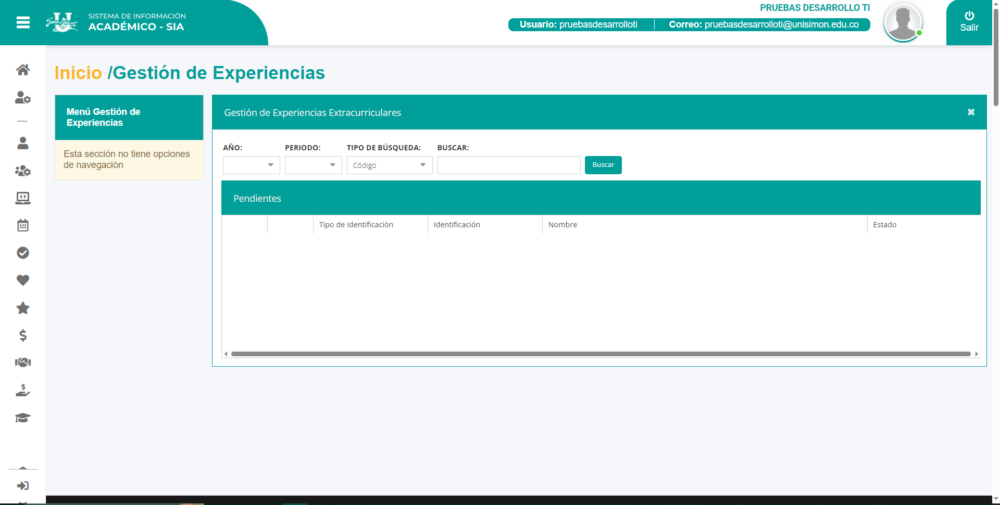 SISTEMA DE INFORMACIÓN
ACADÉMICO - SIA
PRUEBAS DESARROLLO TI
Usuario: pruebasdesarrolloti
Correo: pruebasdesarrolloti@unisimon.edu.co
Salir
Inicio /Gestión de Experiencias
Menú Gestión de
Experiencias
Esta sección no tiene opciones
de navegación
Gestión de Experiencias Extracurriculares
AÑO: PERIODO: TIPO DE BÚSQUEDA: BUSCAR:
Código Buscar
Pendientes
Tipo de Identificación Identificación Nombre Estado